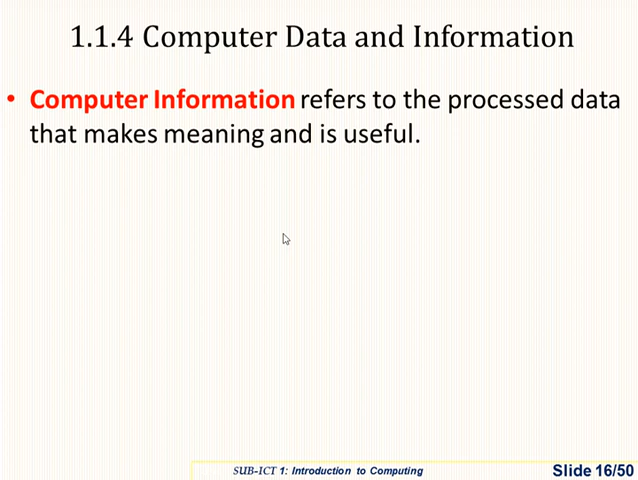 1.1.4 Computer Data and Information
• Computer Information refers to the processed data
that makes meaning and is useful.
SUB-ICT 1: Introduction to Computing
Slide 16/50